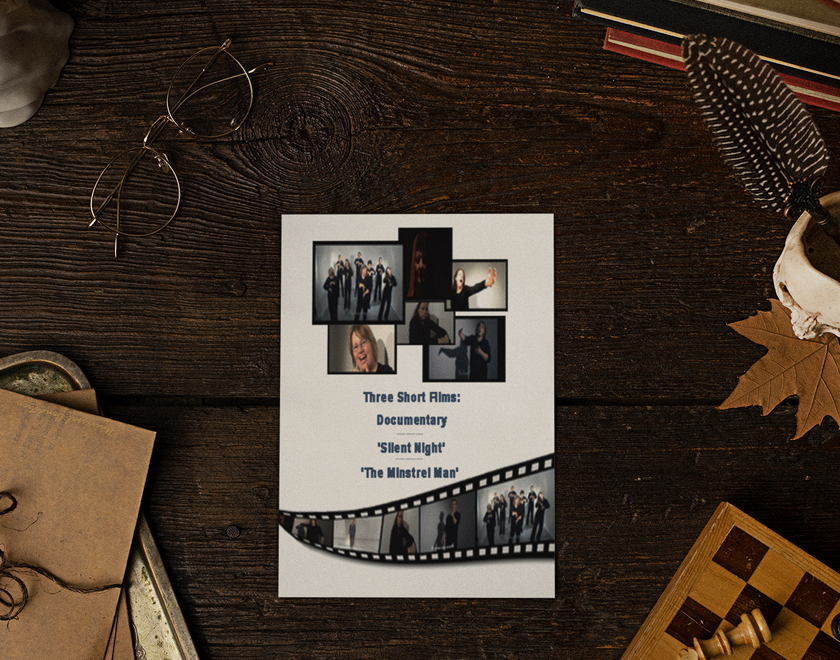 Three Short Films:
Documentary
'Silent Night'
'The Minstrel Man'